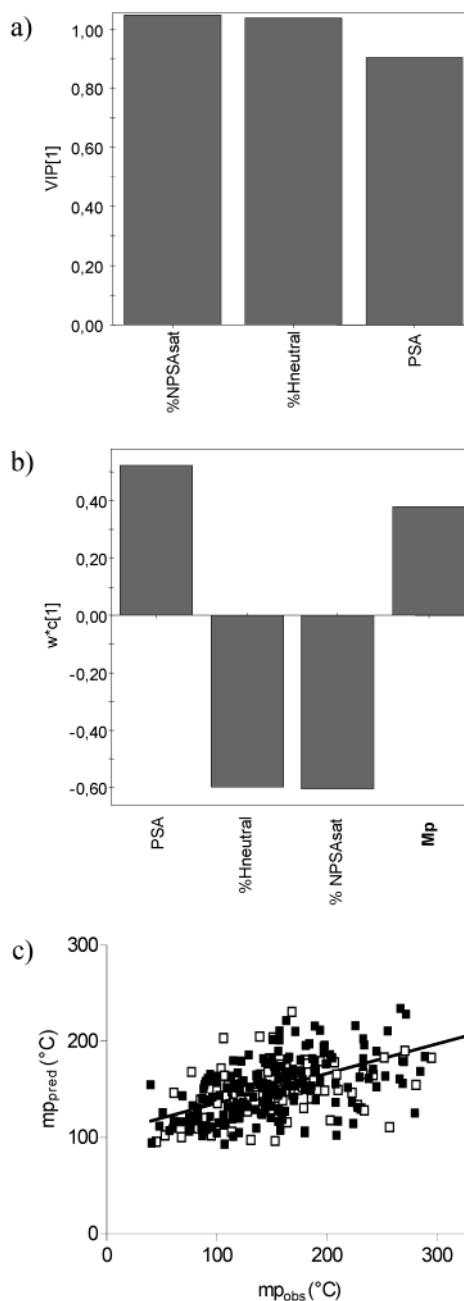 a)
VIP[1]
1,00
0,80
0,60
0,40
0,20
0,00
%NPSAsat
%Hneutral
PSA
b)
w*c[1]
0,40
0,20
0,00
-0,20
-0,40
-0,60
PSA
%Hneutral
% NPSAsat
Mp
c)
mppred (°C)
300
200
100
0
0 100 200 300
mpobs (°C)